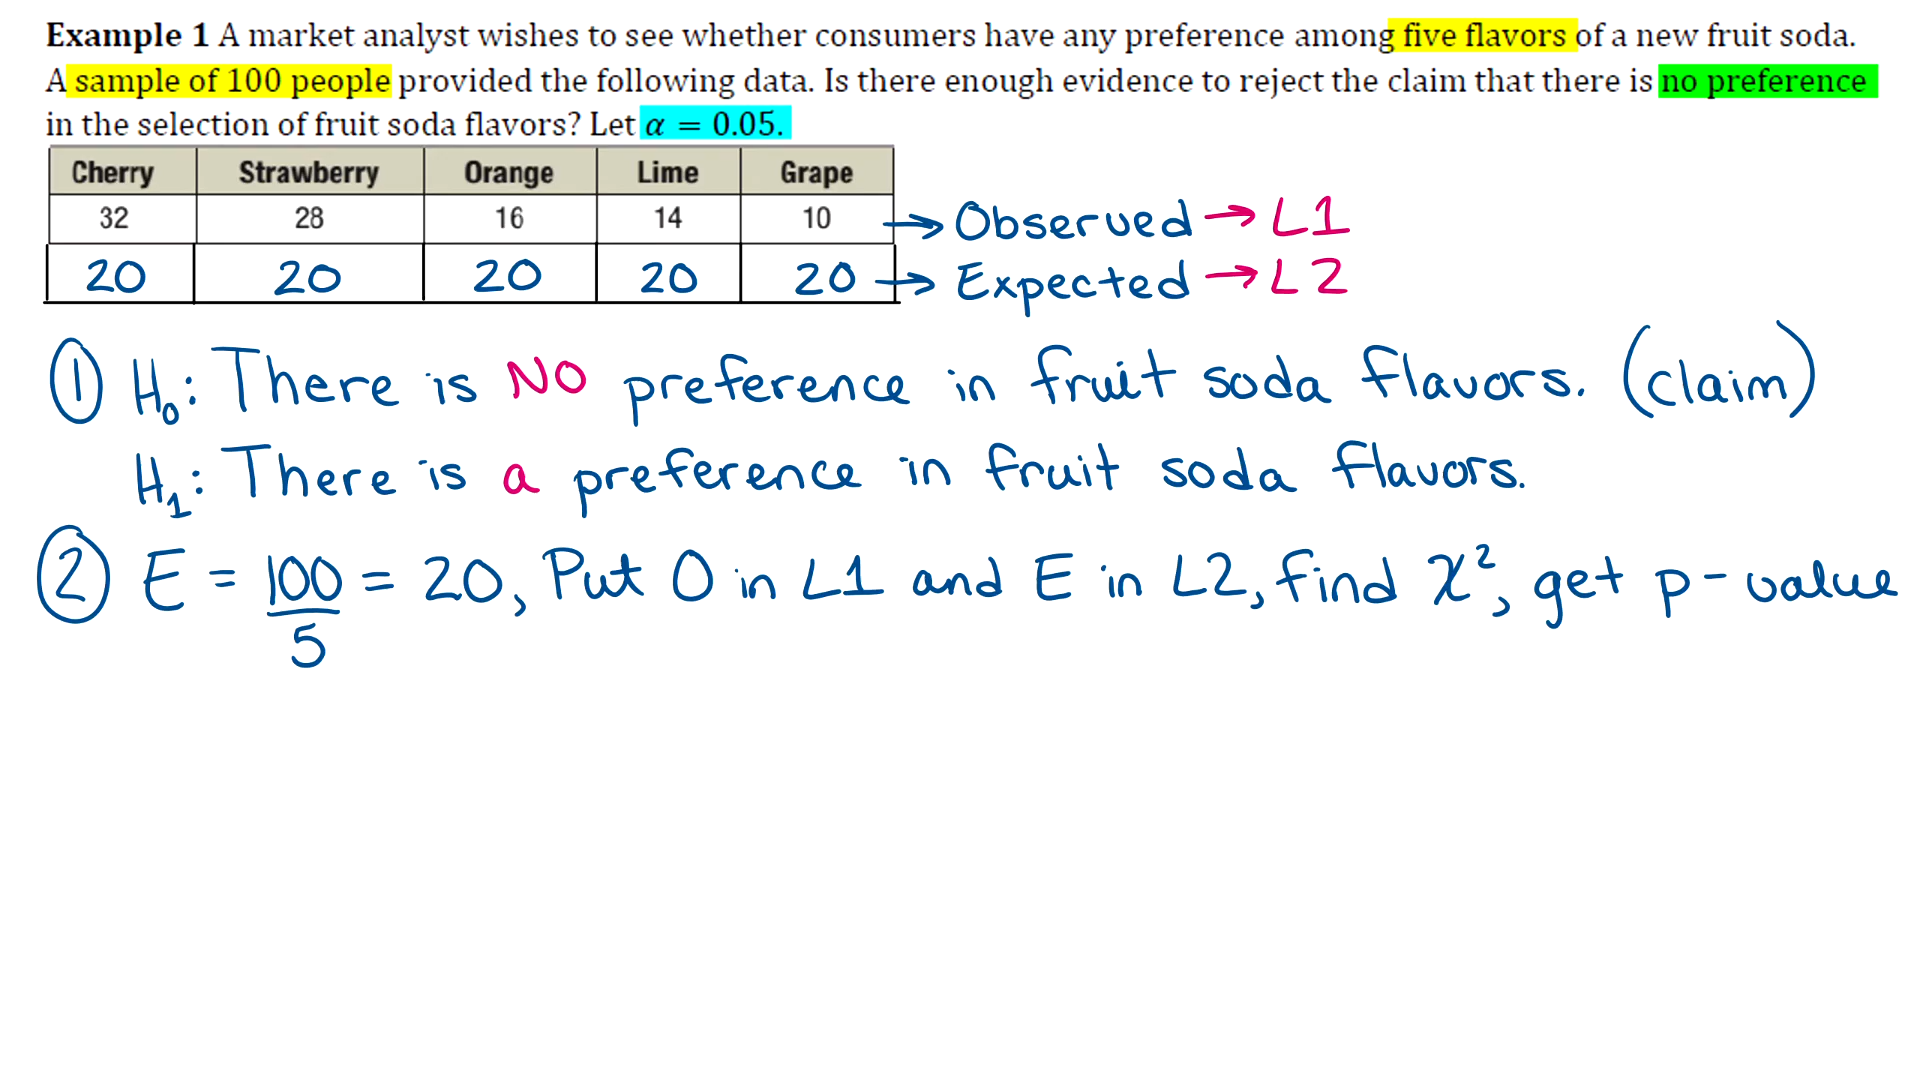 Example 1 A market analyst wishes to see whether consumers have any preference among five flavors of a new fruit soda.
A sample of 100 people provided the following data. Is there enough evidence to reject the claim that there is no preference
in the selection of fruit soda flavors? Let α = 0.05.
Cherry Strawberry Orange Lime Grape
32 28 16 14 10 → Observed → L1
20 20 20 20 20 → Expected → L2
① H₀: There is NO preference in fruit soda flavors. (claim)
H₁: There is a preference in fruit soda flavors.
② E = 100/5 = 20, Put O in L1 and E in L2, find χ², get p-value